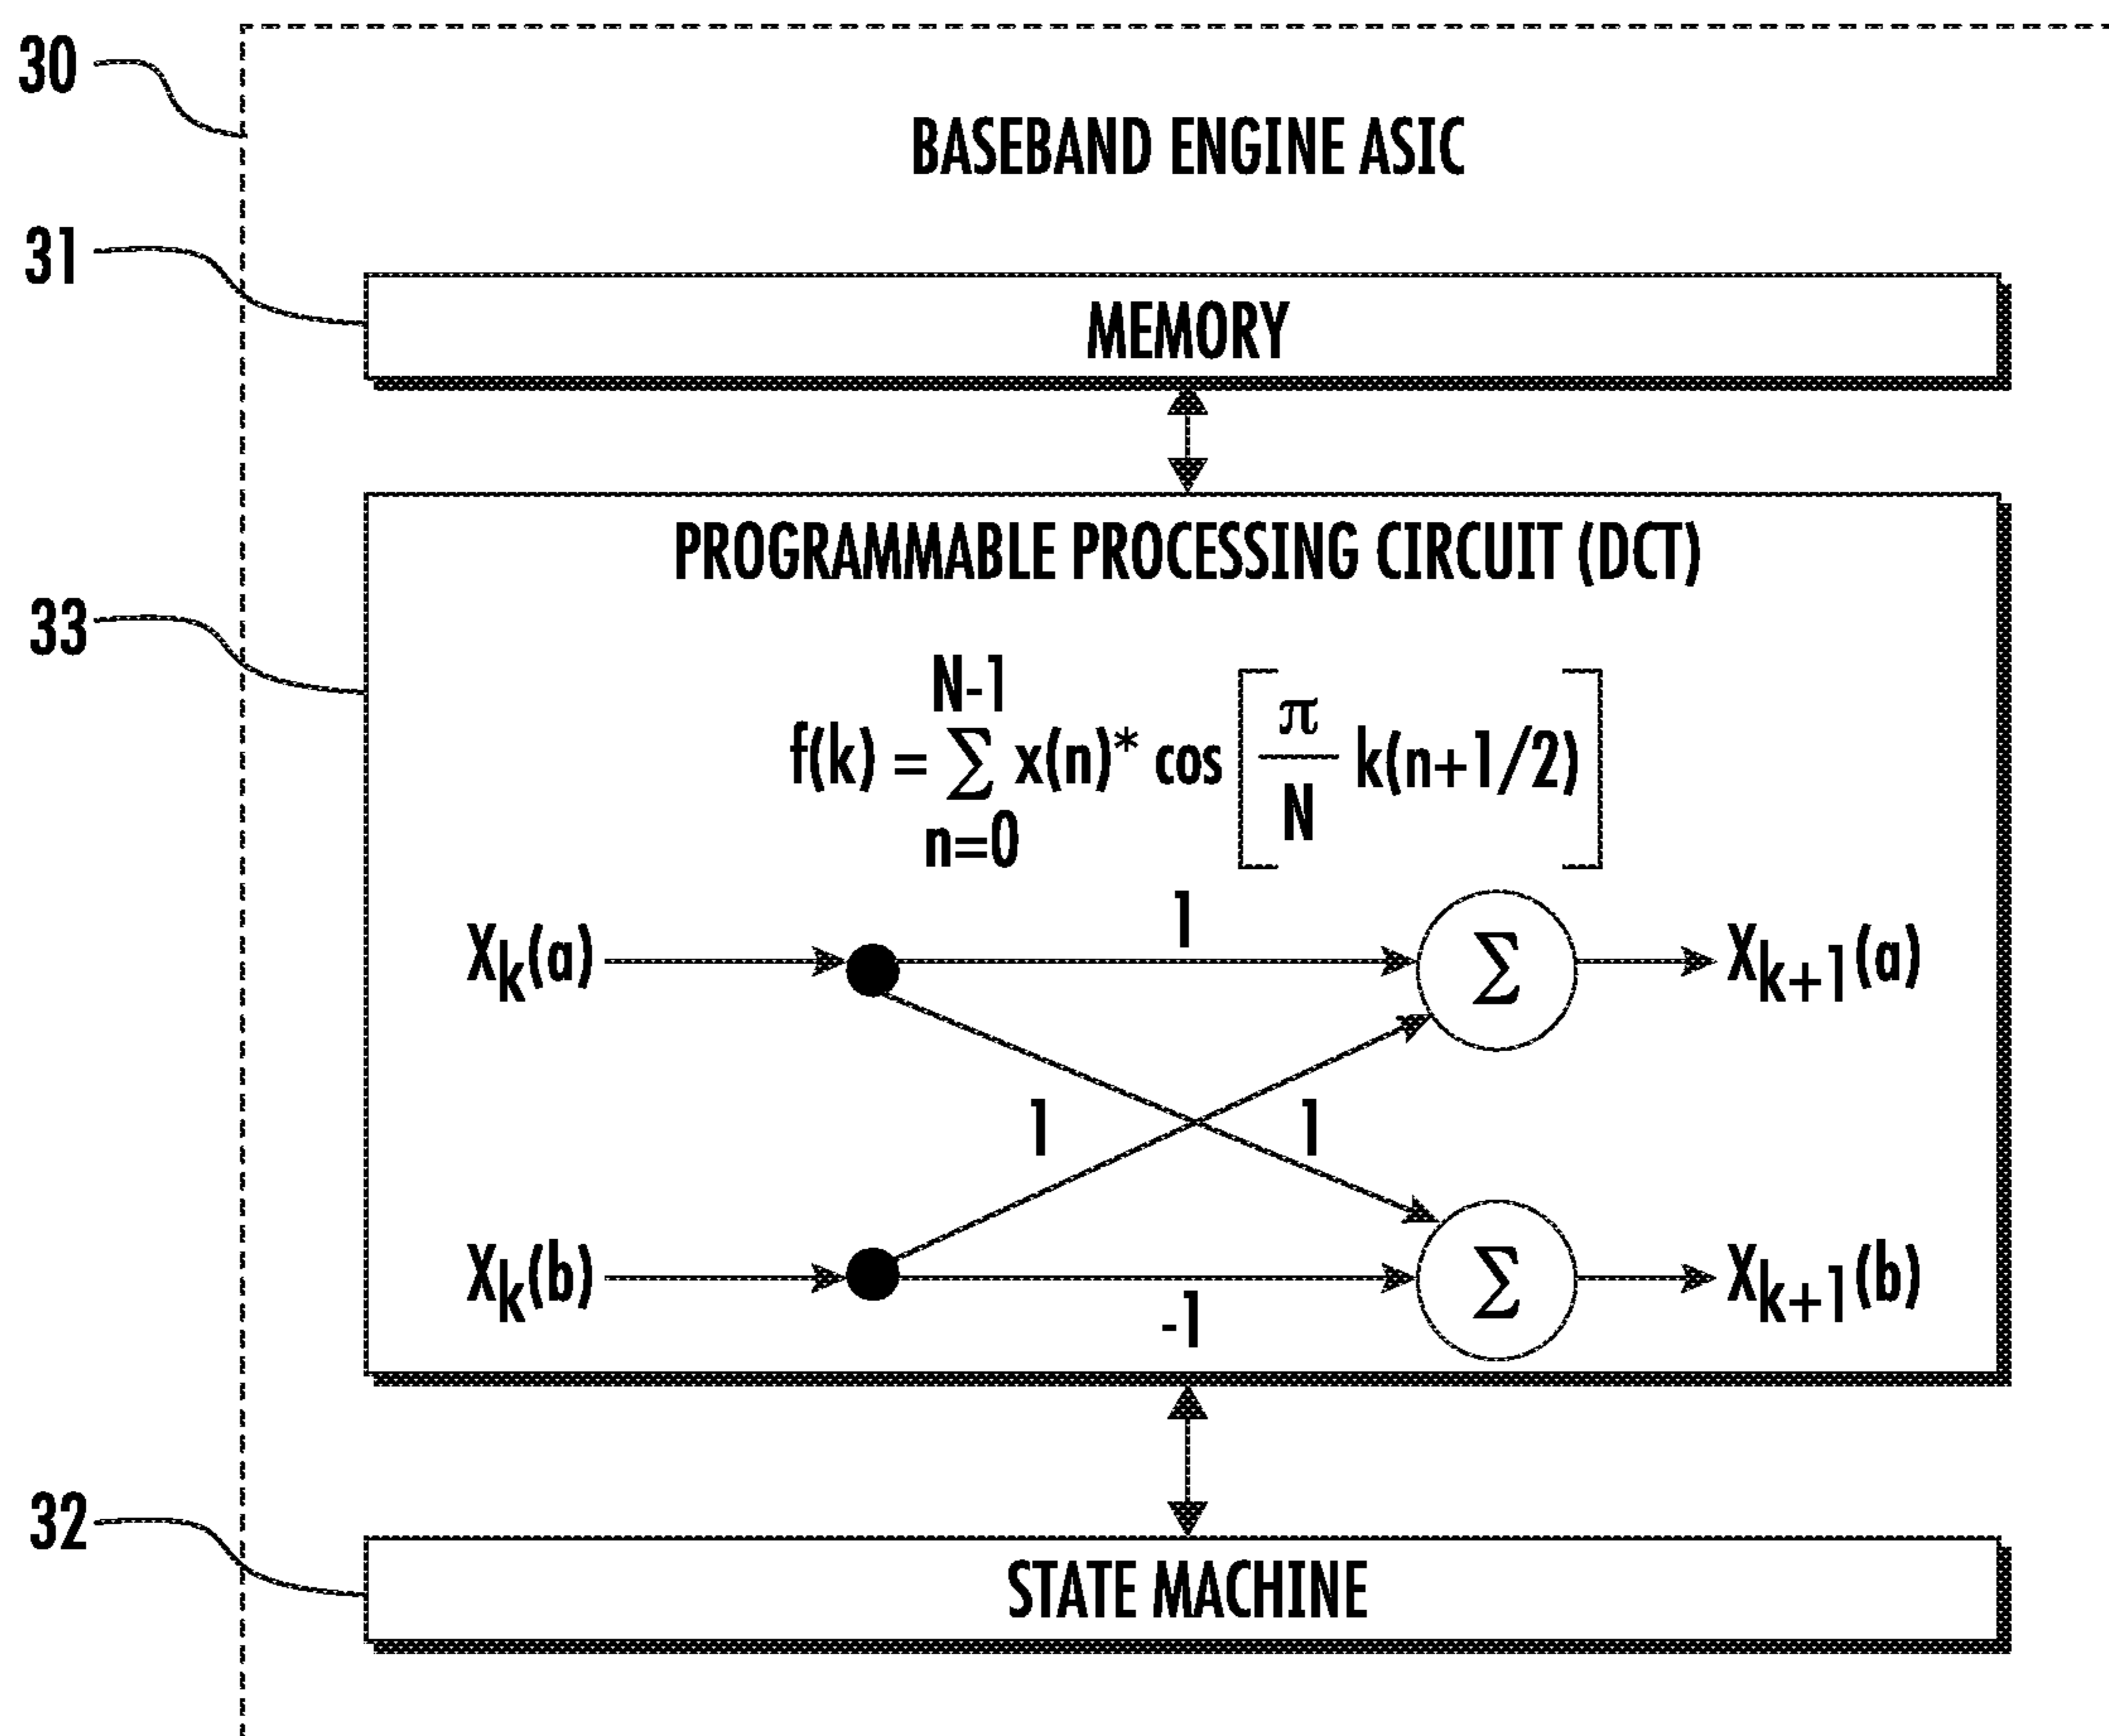 30
BASEBAND ENGINE ASIC
31
MEMORY
PROGRAMMABLE PROCESSING CIRCUIT (DCT)
33
N-1
f(k) = ∑ x(n)* cos [π/N k(n+1/2)]
n=0
1
Xk(a) ∑ Xk+1(a)
1 1
Xk(b) ∑ Xk+1(b)
-1
32
STATE MACHINE